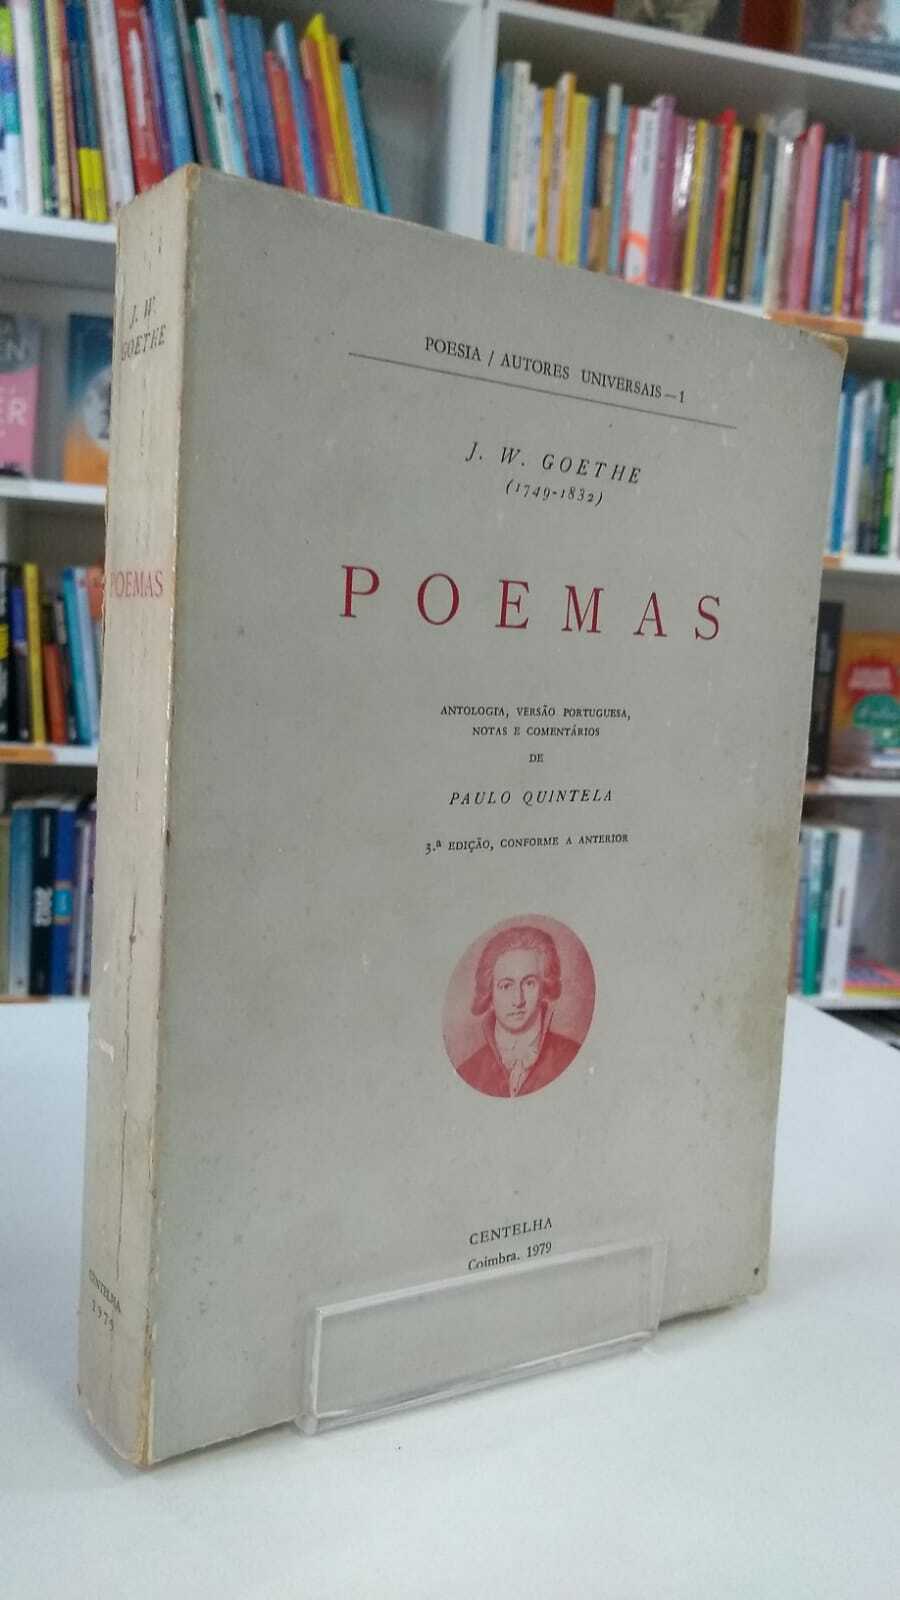 POESIA / AUTORES UNIVERSAIS — 1
J. W. GOETHE
(1749-1832)
POEMAS
ANTOLOGIA, VERSÃO PORTUGUESA,
NOTAS E COMENTÁRIOS
DE
PAULO QUINTELA
3.ª EDIÇÃO, CONFORME A ANTERIOR
CENTELHA
Coimbra, 1979
J. W.
GOETHE
POEMAS
CENTELHA
1979